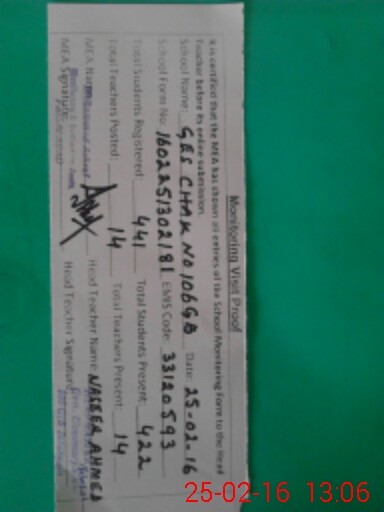 Monitoring Visit Proof
It is certified that the MEA has shown all entries of the School Monitoring Form to the Head
Teacher before its online submission.
School Name: GES CHAK NO 106GB Date: 25-02-16
School Form No: 1602251302181 EMIS Code: 33120593
Total Students Registered: 441 Total Students Present: 422
Total Teachers Posted: 14 Total Teachers Present: 14
MEA Name: Head Teacher Name: NASEER AHMED
MEA Signature: Head Teacher Signature:
25-02-16 13:06